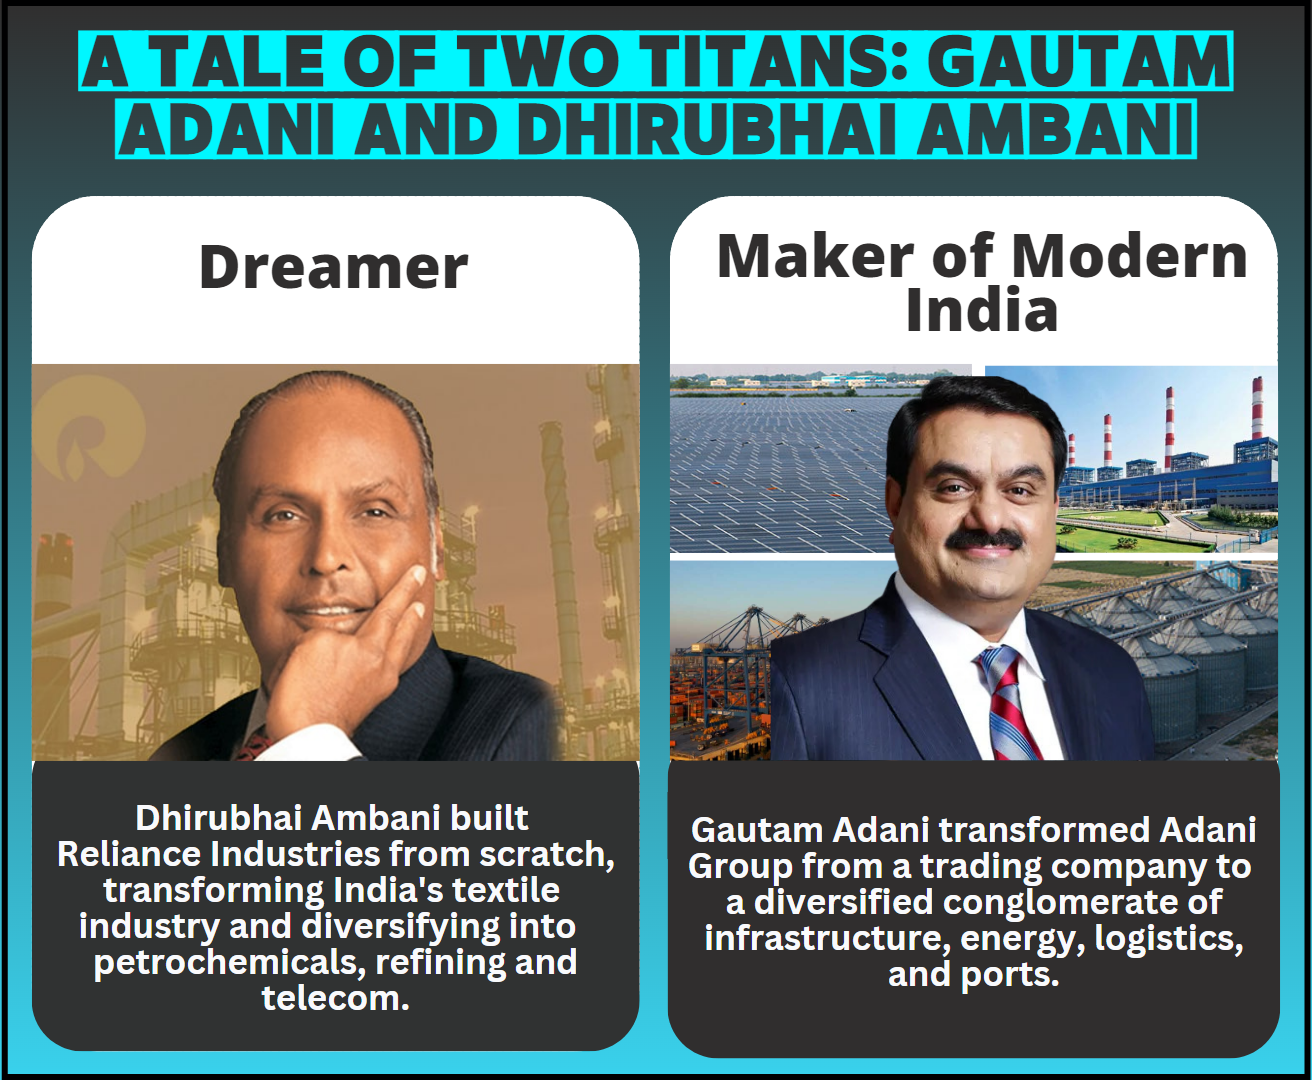 A TALE OF TWO TITANS: GAUTAM
ADANI AND DHIRUBHAI AMBANI
Dreamer
Dhirubhai Ambani built
Reliance Industries from scratch,
transforming India's textile
industry and diversifying into
petrochemicals, refining and
telecom.
Maker of Modern
India
Gautam Adani transformed Adani
Group from a trading company to
a diversified conglomerate of
infrastructure, energy, logistics,
and ports.